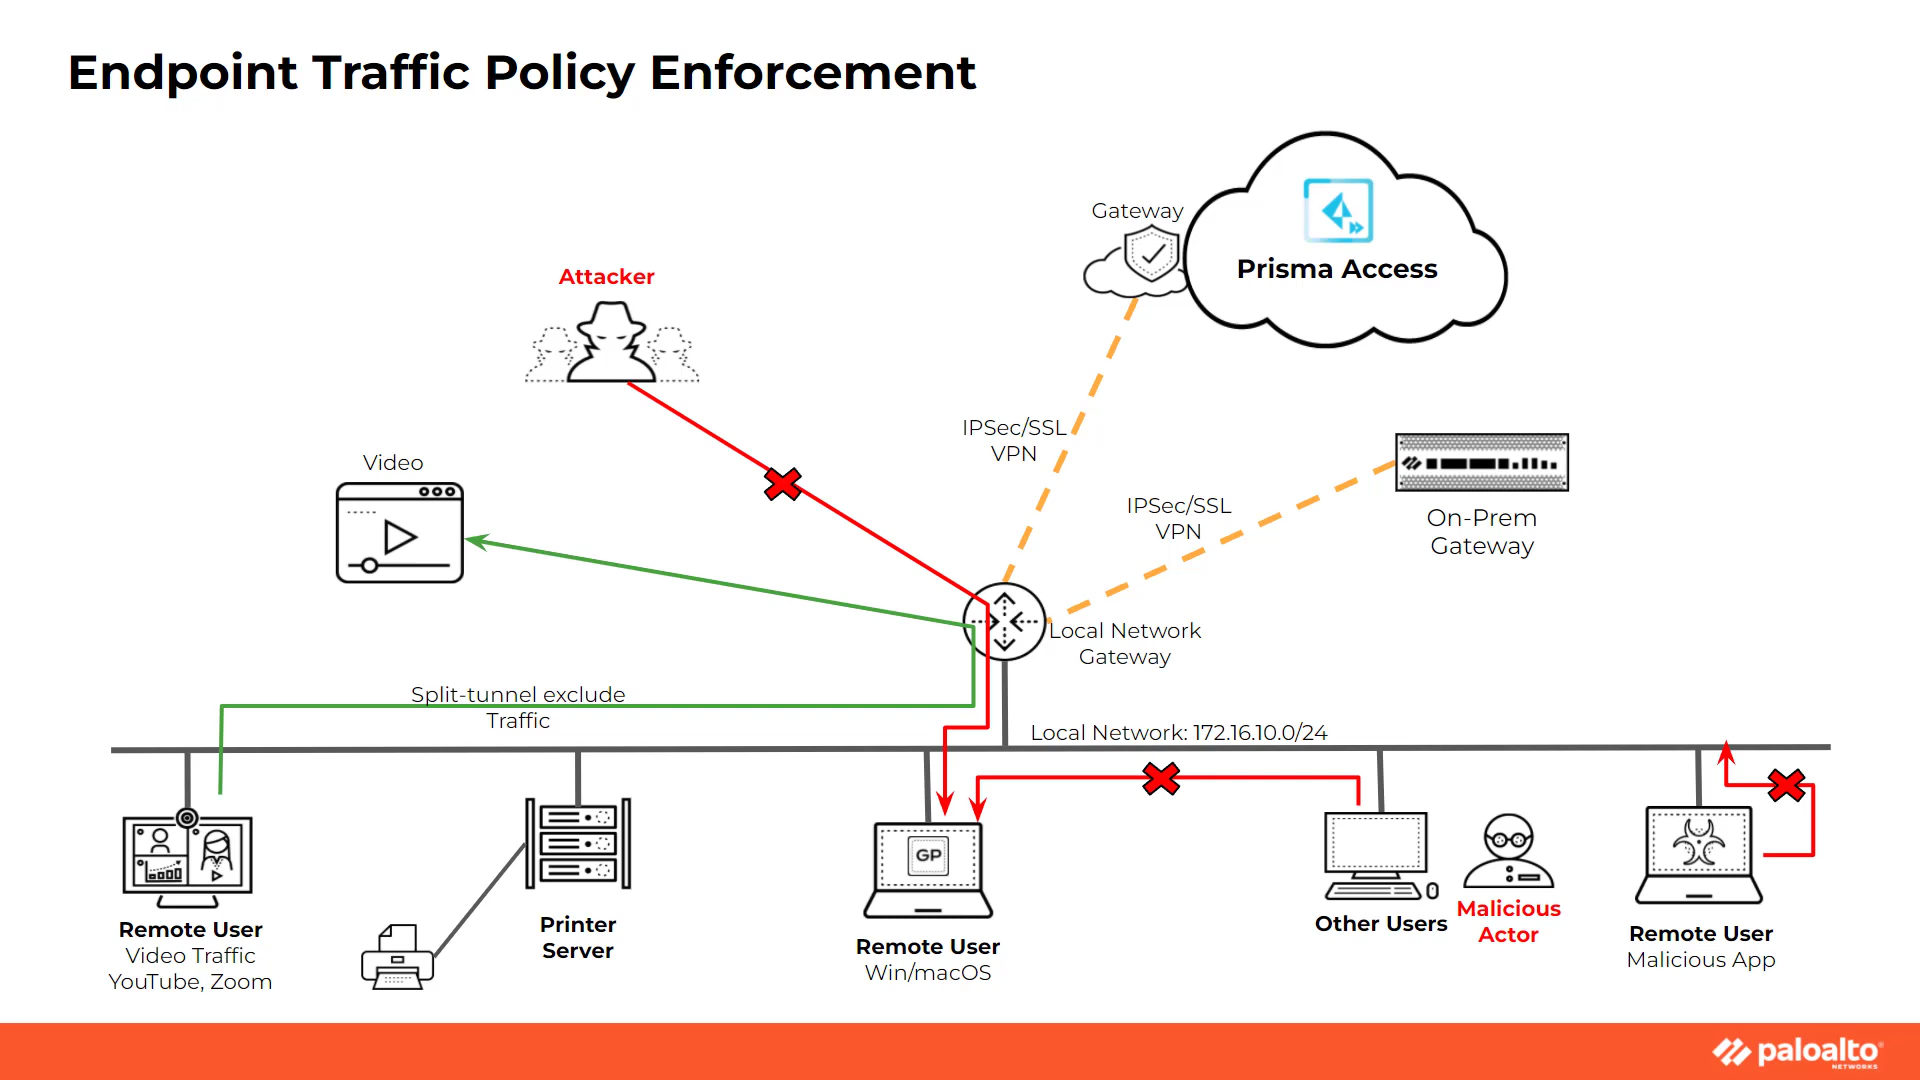 Endpoint Traffic Policy Enforcement
Gateway
Prisma Access
Attacker
IPSec/SSL
VPN
Video
IPSec/SSL
VPN
On-Prem
Gateway
Local Network
Gateway
Split-tunnel exclude
Traffic
Local Network: 172.16.10.0/24
GP
Remote User
Video Traffic
YouTube, Zoom
Printer
Server
Remote User
Win/macOS
Other Users
Malicious
Actor
Remote User
Malicious App
paloalto
NETWORKS